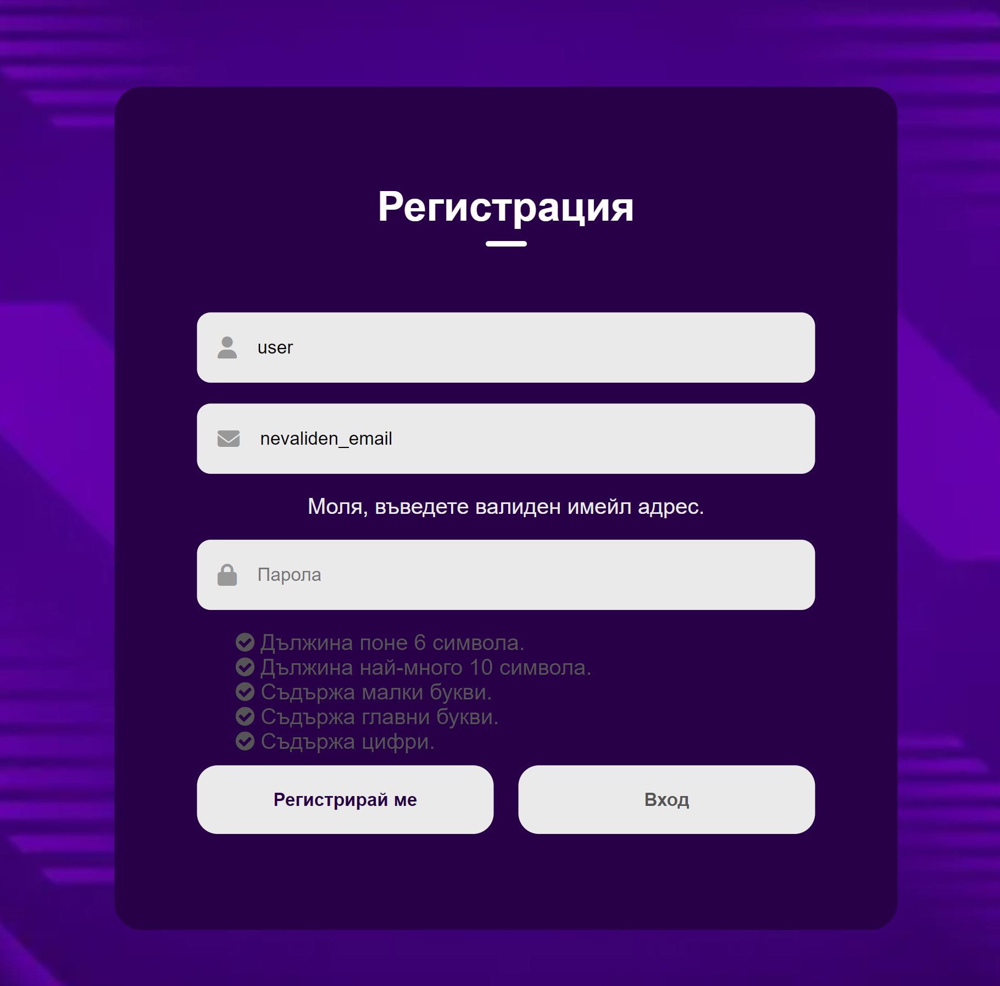 Регистрация
user
nevaliden_email
Моля, въведете валиден имейл адрес.
Парола
Дължина поне 6 символа.
Дължина най-много 10 символа.
Съдържа малки букви.
Съдържа главни букви.
Съдържа цифри.
Регистрирай ме
Вход